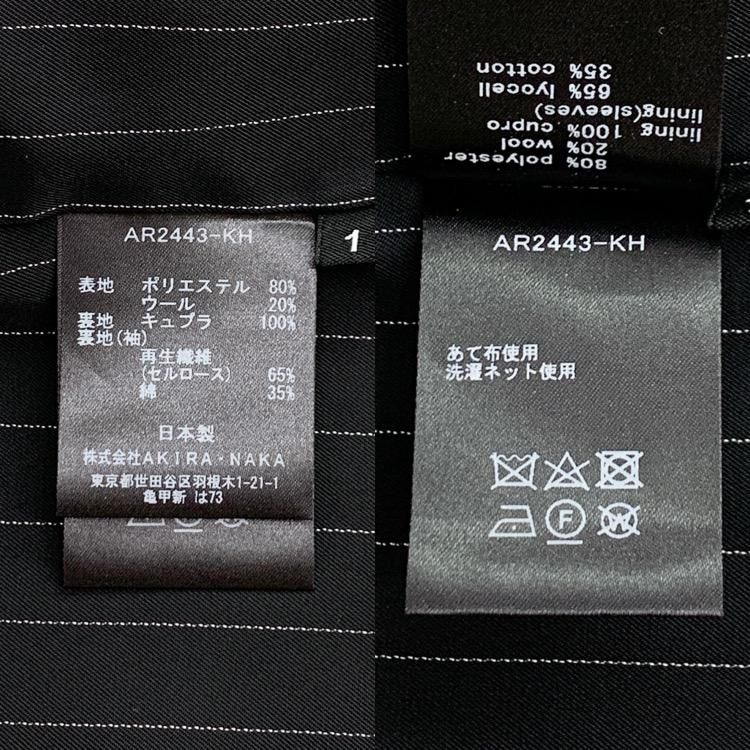 AR2443-KH
1
表地 ポリエステル 80%
ウール 20%
裏地 キュプラ 100%
裏地(袖)
再生繊維
(セルロース) 65%
綿 35%
日本製
株式会社AKIRA・NAKA
東京都世田谷区羽根木1-21-1
亀甲新 は73
80% polyester
20% wool
lining 100% cupro
lining(sleeves)
65% lyocell
35% cotton
AR2443-KH
あて布使用
洗濯ネット使用
F
W